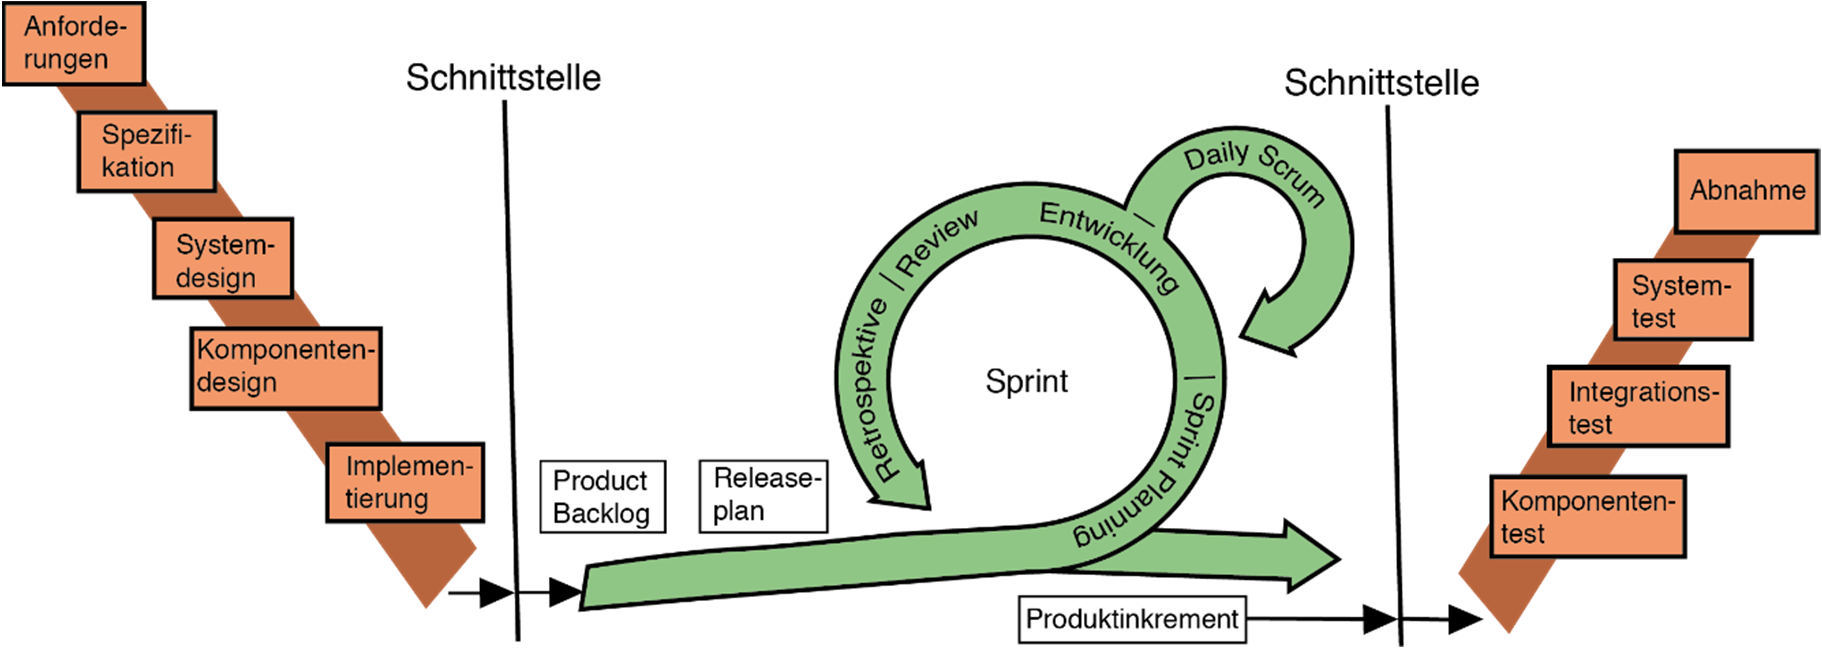 Anforde-
rungen
Spezifi-
kation
System-
design
Komponenten-
design
Implemen-
tierung
Schnittstelle
Product
Backlog
Release-
plan
Retrospektive | Review
Entwicklung
Daily Scrum
| Sprint Planning
Sprint
Produktinkrement
Schnittstelle
Abnahme
System-
test
Integrations-
test
Komponenten-
test